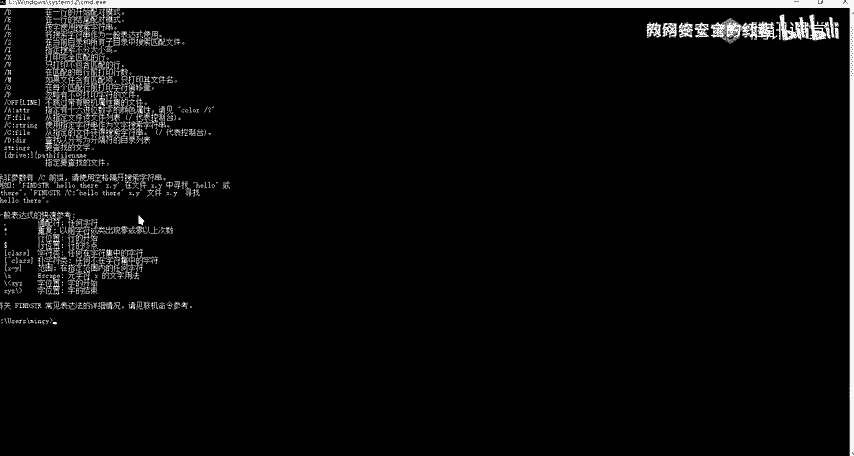 C:\Windows\system32\cmd.exe
/B 在一行的开始配对模式。
/E 在一行的结尾配对模式。
/L 按字使用搜索字符串。
/R 将搜索字符串作为一般表达式使用。
/S 在当前目录和所有子目录中搜索匹配文件。
/I 指定搜索不分大小写。
/X 打印完全匹配的行。
/V 只打印不包含匹配的行。
/N 在匹配的每行前打印行数。
/M 如果文件含有匹配项，只打印其文件名。
/O 在每个匹配行前打印字符偏移量。
/P 忽略有不可打印字符的文件。
/OFF[LINE] 不跳过带有脱机属性集的文件。
/A:attr 指定有十六进位数字的颜色属性。请见 "color /?"
/F:file 从指定文件读文件列表 (/ 代表控制台)。
/C:string 使用指定字符串作为文字搜索字符串。
/G:file 从指定的文件获得搜索字符串。 (/ 代表控制台)。
/D:dir 查找以分号为分隔符的目录列表
strings 要查找的文字。
[drive:][path]filename
指定要查找的文件。
除非参数有 /C 前缀，请使用空格隔开搜索字符串。
例如: 'FINDSTR "hello there" x.y' 在文件 x.y 中寻找 "hello" 或
there"。'FINDSTR /C:"hello there" x.y' 文件 x.y 寻找
hello there"。
一般表达式的快速参考:
. 通配符: 任何字符
* 重复: 以前字符或类出现零或零以上次数
行位置: 行的开始
$ 行位置: 行的终点
[class] 字符类: 任何在字符集中的字符
[^class] 补字符类: 任何不在字符集中的字符
[x-y] 范围: 在指定范围内的任何字符
\x Escape: 元字符 x 的文字用法
\<xyz 字位置: 字的开始
xyz\> 字位置: 字的结束
有关 FINDSTR 常见表达法的详细情况，请见联机命令参考。
:\Users\mingy>
bilibili